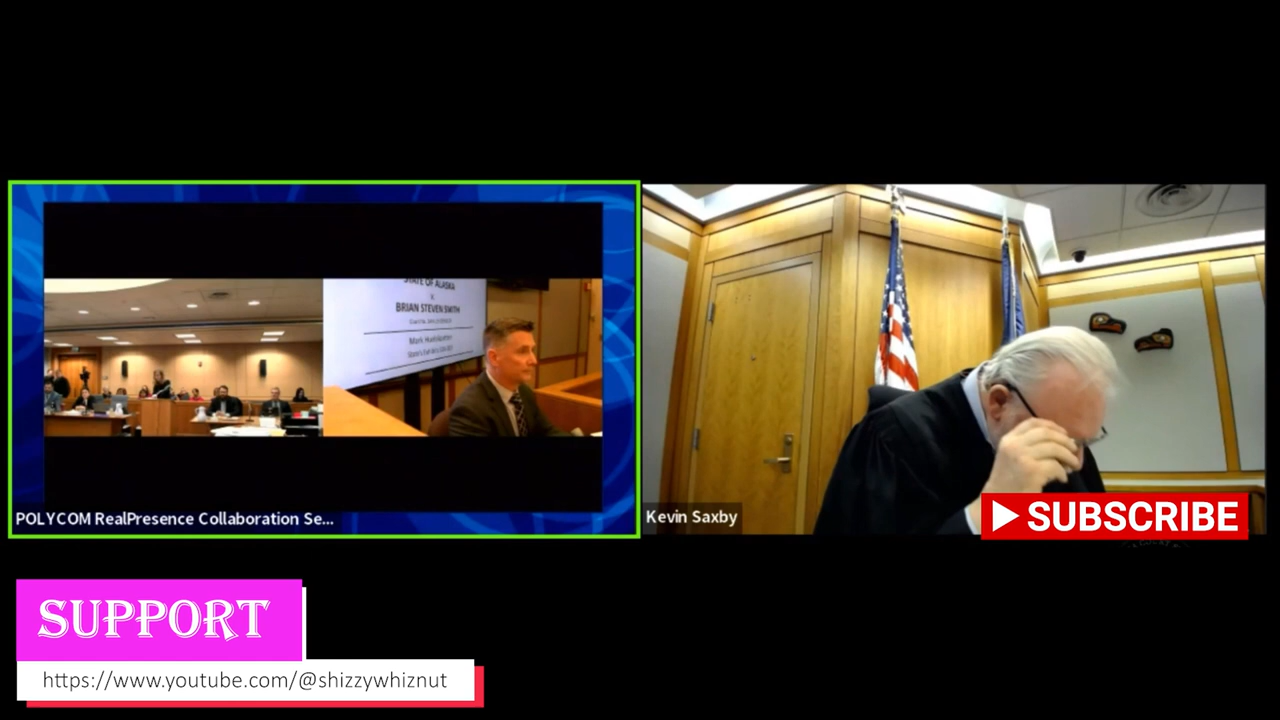 STATE OF ALASKA
v.
BRIAN STEVEN SMITH
Mark
POLYCOM RealPresence Collaboration Se...
Kevin Saxby
SUBSCRIBE
SUPPORT
https://www.youtube.com/@shizzywhiznut